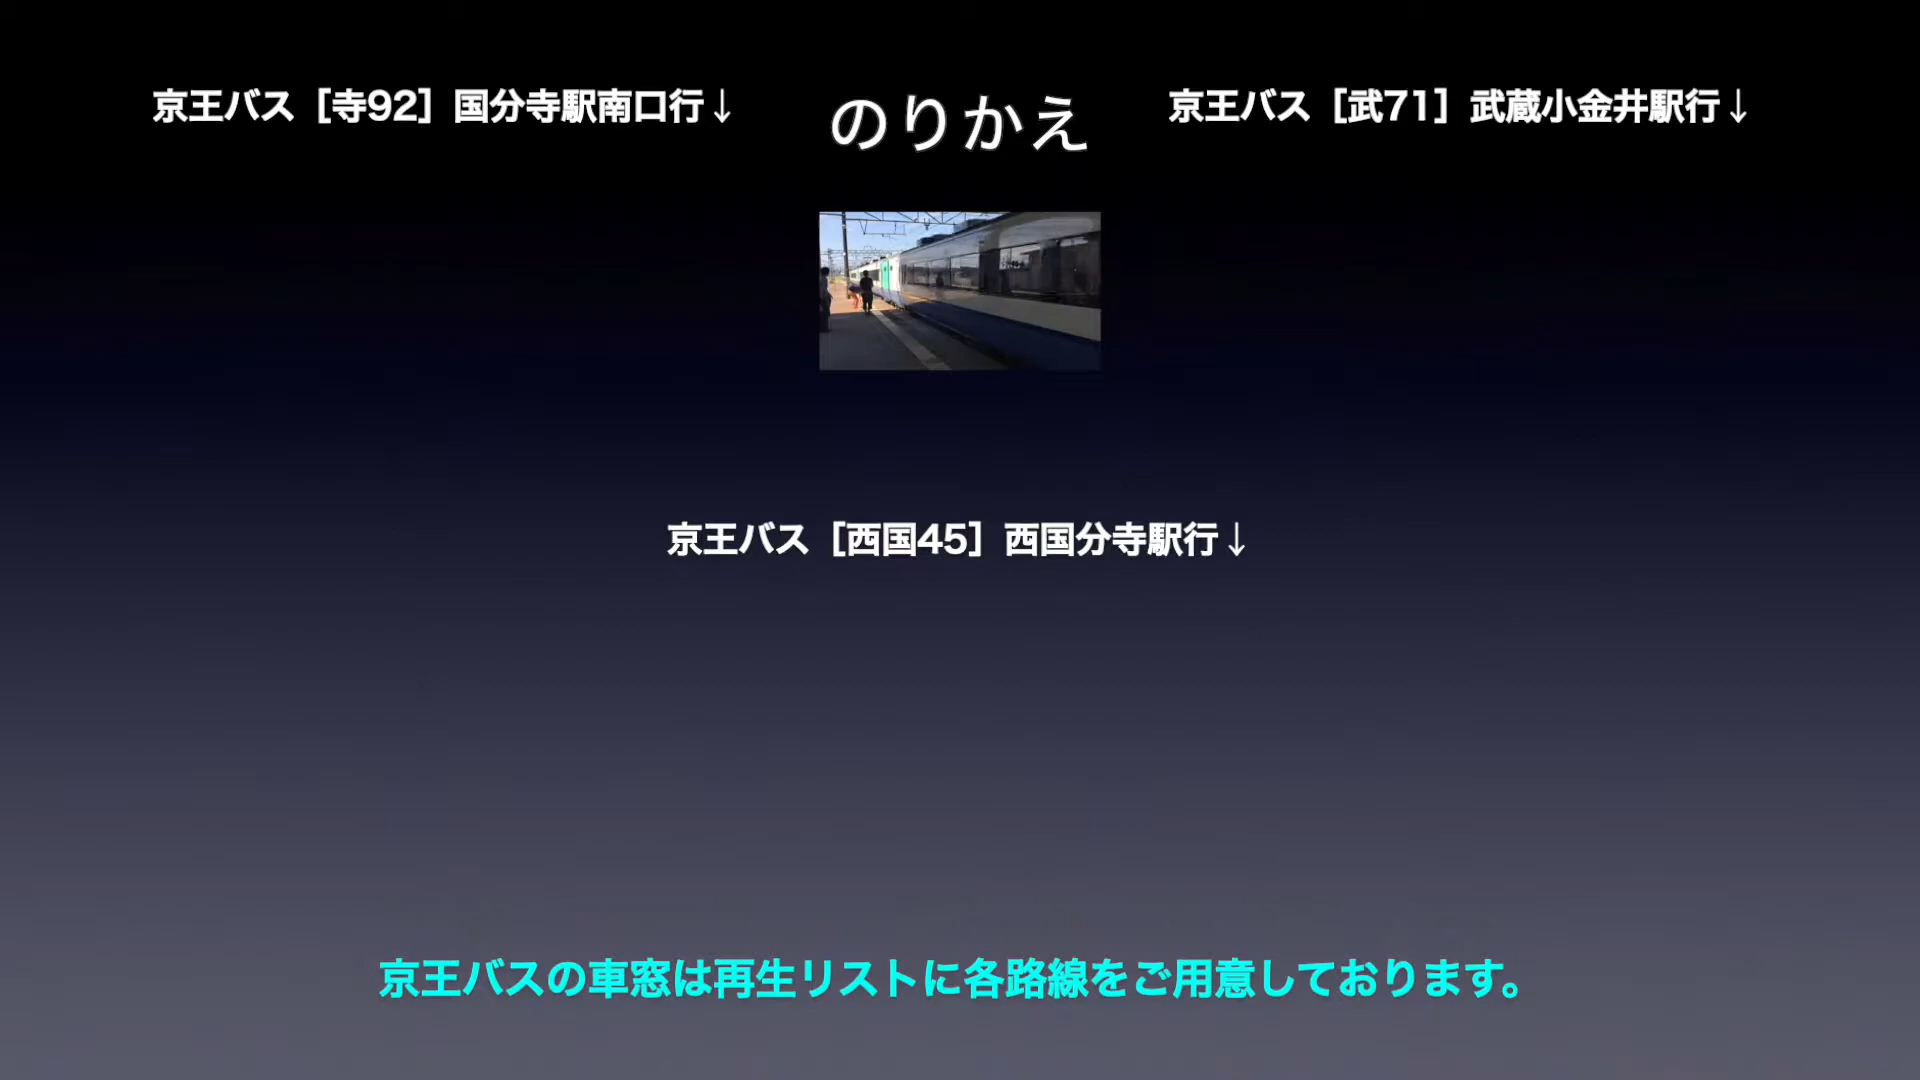 京王バス［寺92］国分寺駅南口行↓
のりかえ
京王バス［武71］武蔵小金井駅行↓
京王バス［西国45］西国分寺駅行↓
京王バスの車窓は再生リストに各路線をご用意しております。